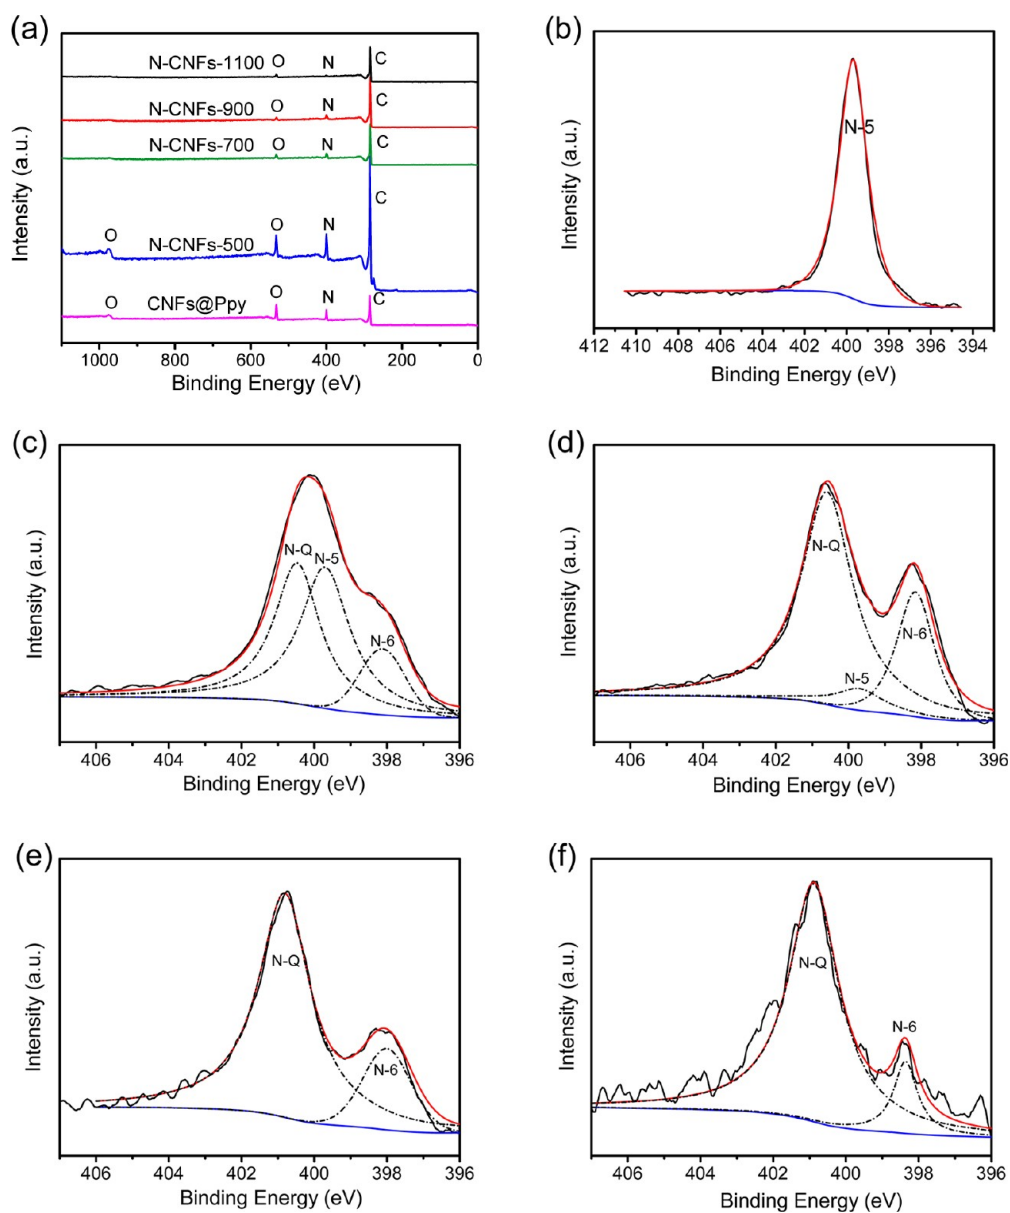 (a)
N-CNFs-1100 O N C
N-CNFs-900 O N C
N-CNFs-700 O N C
O N-CNFs-500 O N C
O CNFs@Ppy O N C
Intensity (a.u.)
1000 800 600 400 200 0
Binding Energy (eV)
(b)
N-5
Intensity (a.u.)
412 410 408 406 404 402 400 398 396 394
Binding Energy (eV)
(c)
N-Q N-5
N-6
Intensity (a.u.)
406 404 402 400 398 396
Binding Energy (eV)
(d)
N-Q
N-6
N-5
Intensity (a.u.)
406 404 402 400 398 396
Binding Energy (eV)
(e)
N-Q
N-6
Intensity (a.u.)
406 404 402 400 398 396
Binding Energy (eV)
(f)
N-Q
N-6
Intensity (a.u.)
406 404 402 400 398 396
Binding Energy (eV)